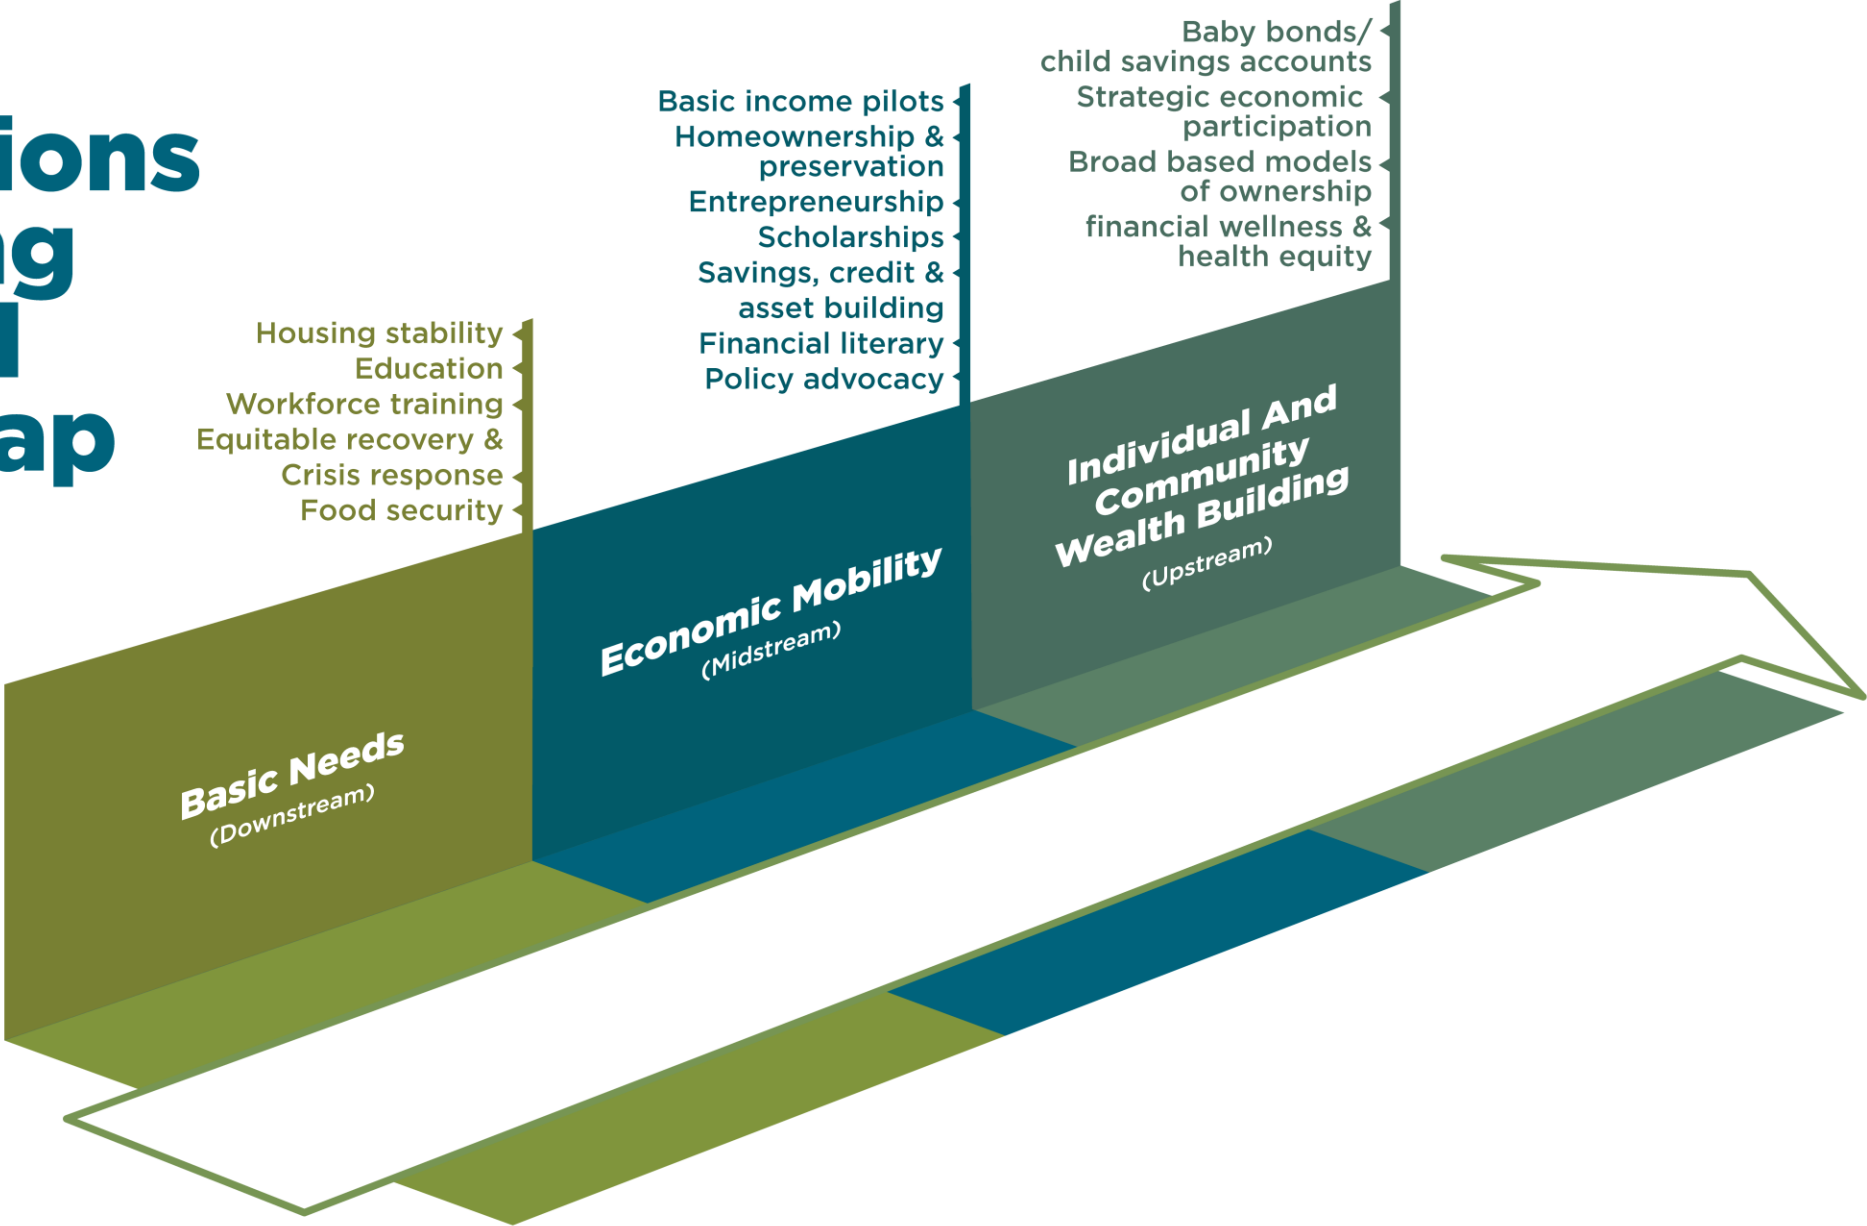 ions
ng
l
ap
Housing stability
Education
Workforce training
Equitable recovery &
Crisis response
Food security
Basic Needs
(Downstream)
Basic income pilots
Homeownership &
preservation
Entrepreneurship
Scholarships
Savings, credit &
asset building
Financial literary
Policy advocacy
Economic Mobility
(Midstream)
Baby bonds/
child savings accounts
Strategic economic
participation
Broad based models
of ownership
financial wellness &
health equity
Individual And
Community
Wealth Building
(Upstream)